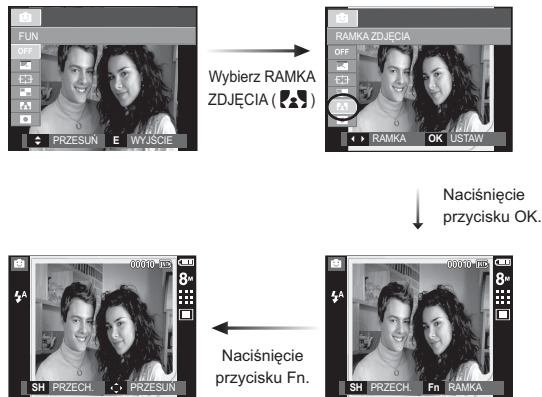 FUN
OFF
PRZESUŃ E WYJŚCIE
Wybierz RAMKA
ZDJĘCIA ( )
RAMKA ZDJĘCIA
OFF
RAMKA OK USTAW
Naciśnięcie
przycisku OK.
00010
8M
A
SH PRZECH. PRZESUŃ
Naciśnięcie
przycisku Fn.
00010
8M
A
SH PRZECH. Fn RAMKA